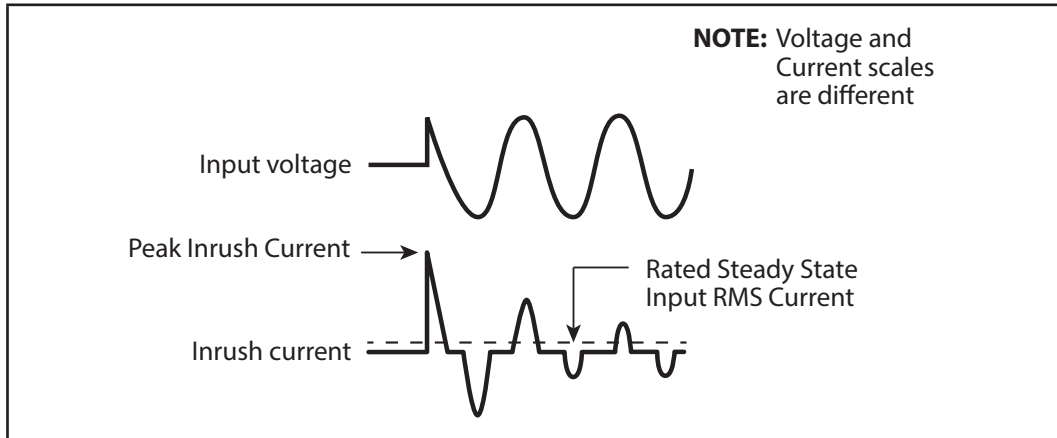 NOTE: Voltage and
Current scales
are different
Input voltage
Peak Inrush Current
Rated Steady State
Input RMS Current
Inrush current